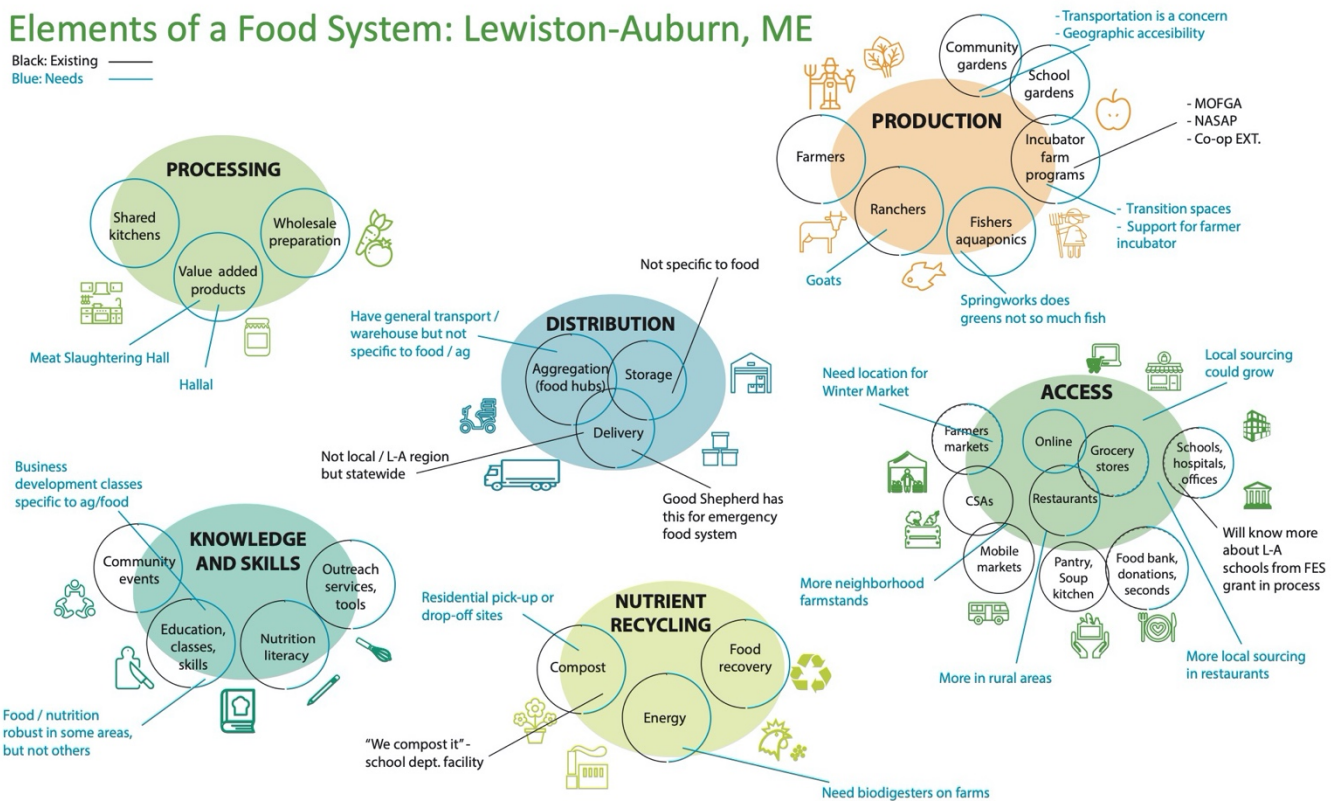 Elements of a Food System: Lewiston-Auburn, ME
Black: Existing
Blue: Needs
PROCESSING
Shared
kitchens
Wholesale
preparation
Value added
products
Meat Slaughtering Hall
Hallal
PRODUCTION
Community
gardens
- Transportation is a concern
- Geographic accesibility
School
gardens
Farmers
Incubator
farm
programs
- MOFGA
- NASAP
- Co-op EXT.
Ranchers
Fishers
aquaponics
- Transition spaces
- Support for farmer
incubator
Goats
Springworks does
greens not so much fish
DISTRIBUTION
Not specific to food
Have general transport /
warehouse but not
specific to food / ag
Aggregation
(food hubs)
Storage
Delivery
Not local / L-A region
but statewide
Good Shepherd has
this for emergency
food system
ACCESS
Need location for
Winter Market
Local sourcing
could grow
Farmers
markets
Online
Grocery
stores
Schools,
hospitals,
offices
CSAs
Restaurants
Mobile
markets
Pantry,
Soup
kitchen
Food bank,
donations,
seconds
Will know more
about L-A
schools from FES
grant in process
More neighborhood
farmstands
More in rural areas
More local sourcing
in restaurants
KNOWLEDGE
AND SKILLS
Business
development classes
specific to ag/food
Community
events
Outreach
services,
tools
Education,
classes,
skills
Nutrition
literacy
Food / nutrition
robust in some areas,
but not others
NUTRIENT
RECYCLING
Residential pick-up or
drop-off sites
Compost
Food
recovery
Energy
“We compost it” -
school dept. facility
Need biodigesters on farms